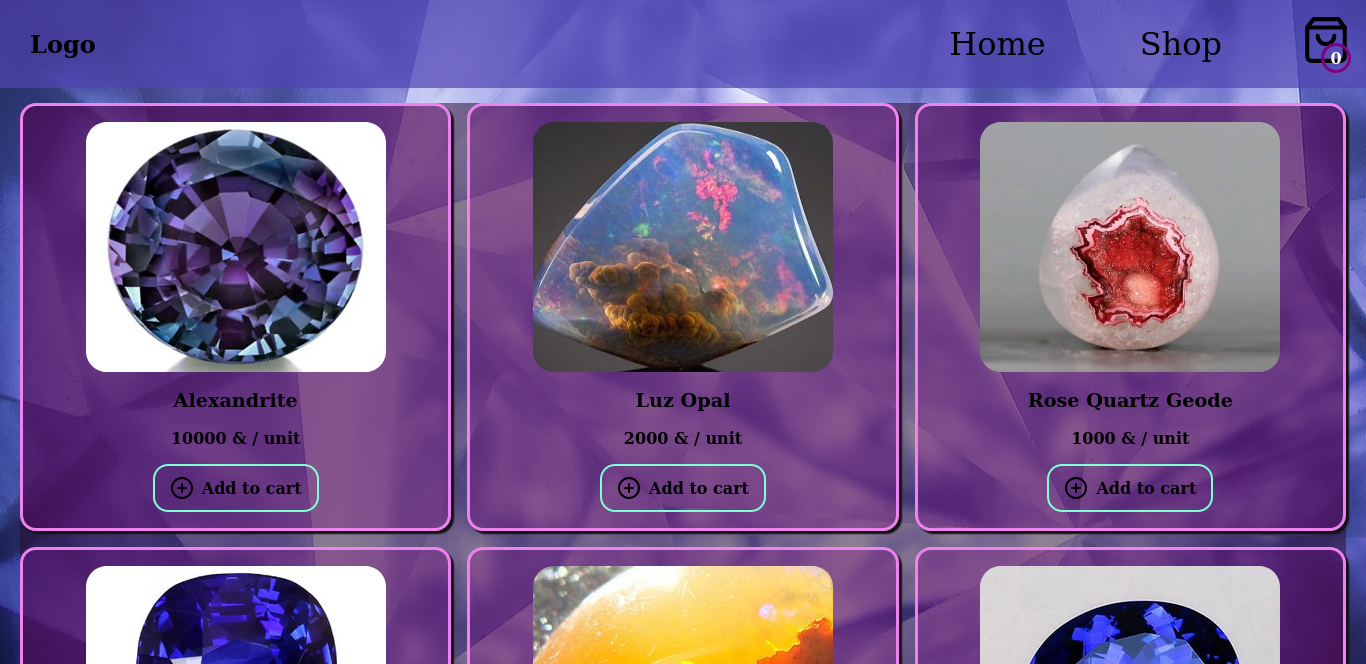 Logo
Home
Shop
0
Alexandrite
10000 & / unit
Add to cart
Luz Opal
2000 & / unit
Add to cart
Rose Quartz Geode
1000 & / unit
Add to cart